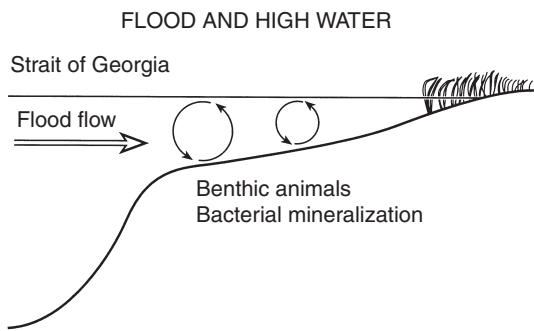 FLOOD AND HIGH WATER
Strait of Georgia
Flood flow
Benthic animals
Bacterial mineralization